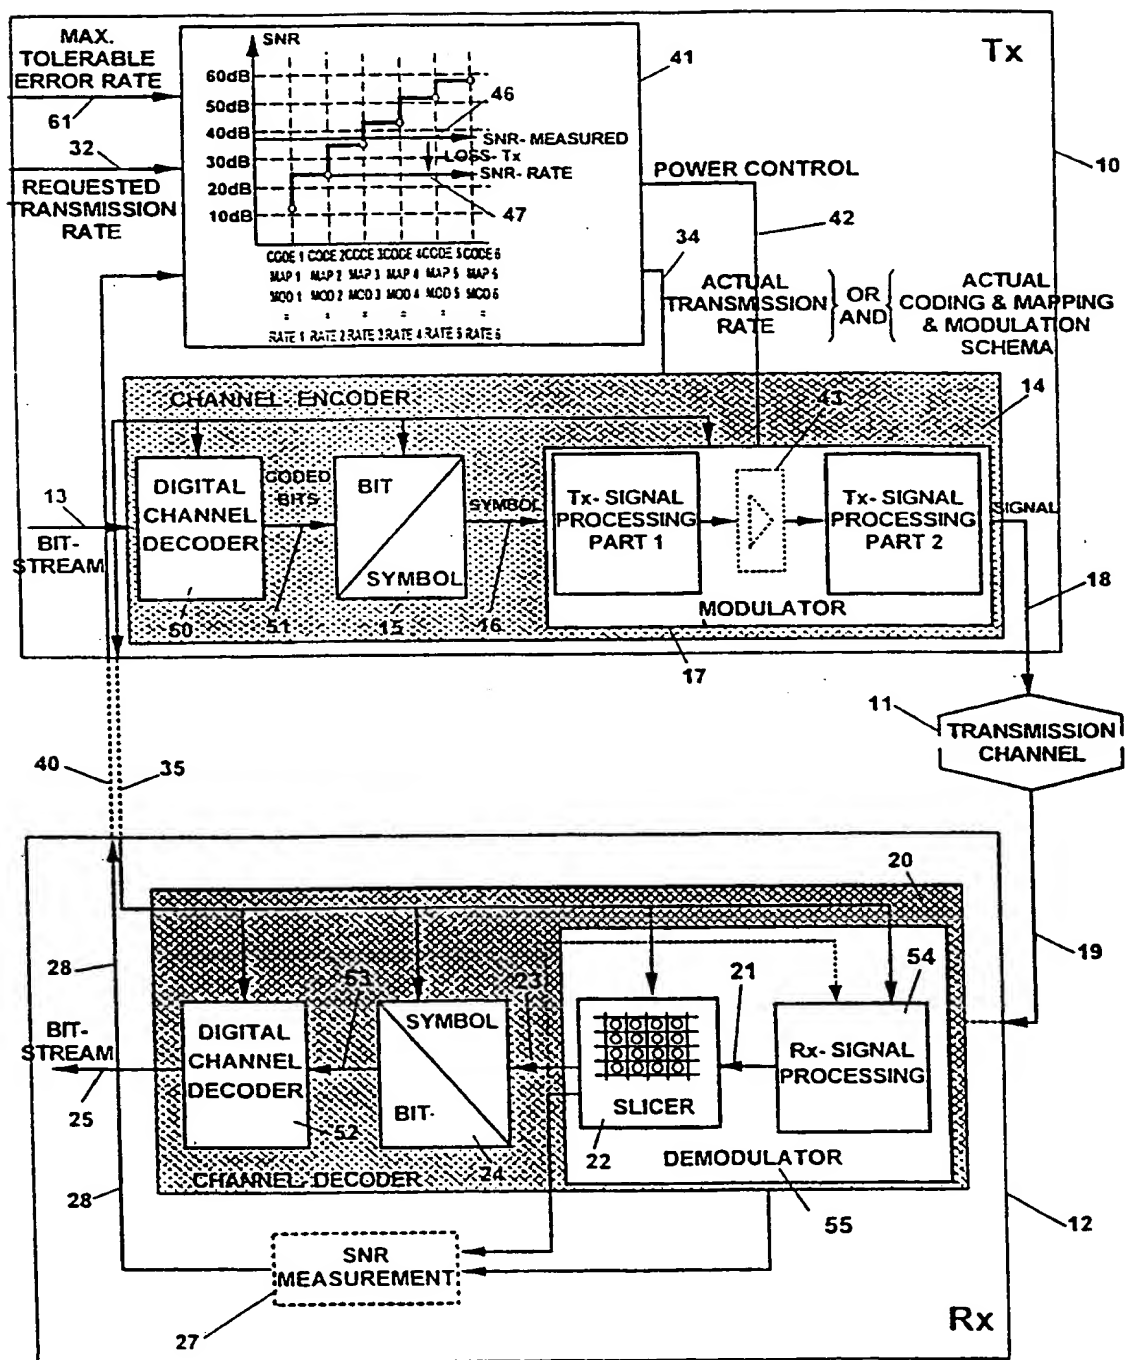 MAX.
TOLERABLE
ERROR RATE
61
32
REQUESTED
TRANSMISSION
RATE
SNR
60dB
50dB
40dB
30dB
20dB
10dB
46
SNR- MEASURED
LOSS- Tx
SNR- RATE
47
CODE 1 CODE 2 CODE 3 CODE 4 CODE 5 CODE 6
MAP 1 MAP 2 MAP 3 MAP 4 MAP 5 MAP 6
MOD 1 MOD 2 MOD 3 MOD 4 MOD 5 MOD 6
= = = = = =
RATE 1 RATE 2 RATE 3 RATE 4 RATE 5 RATE 6
41
Tx
10
POWER CONTROL
42
34
ACTUAL
TRANSMISSION
RATE
OR
AND
ACTUAL
CODING & MAPPING
& MODULATION
SCHEMA
CHANNEL- ENCODER
43
14
13
BIT-
STREAM
DIGITAL
CHANNEL
DECODER
50
CODED
BITS
51
BIT
SYMBOL
15
SYMBOL
16
Tx- SIGNAL
PROCESSING
PART 1
Tx- SIGNAL
PROCESSING
PART 2
SIGNAL
MODULATOR
17
18
11
TRANSMISSION
CHANNEL
40
35
20
19
28
BIT-
STREAM
25
DIGITAL
CHANNEL
DECODER
52
53
SYMBOL
BIT-
24
23
SLICER
22
21
54
Rx- SIGNAL
PROCESSING
DEMODULATOR
55
CHANNEL- DECODER
28
12
SNR
MEASUREMENT
27
Rx